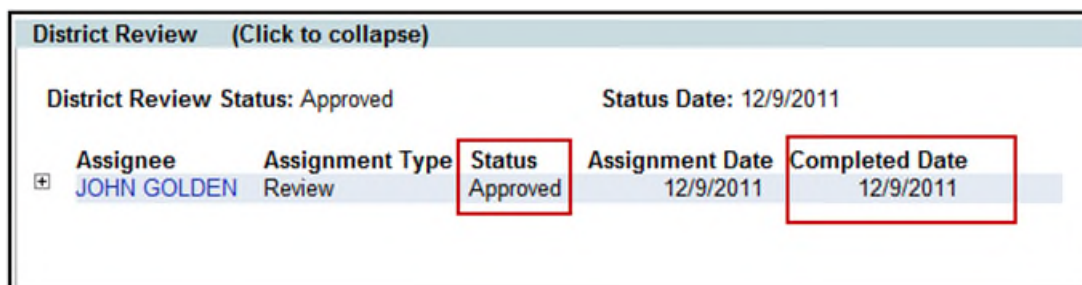 District Review (Click to collapse)
District Review Status: Approved Status Date: 12/9/2011
Assignee Assignment Type Status Assignment Date Completed Date
JOHN GOLDEN Review Approved 12/9/2011 12/9/2011